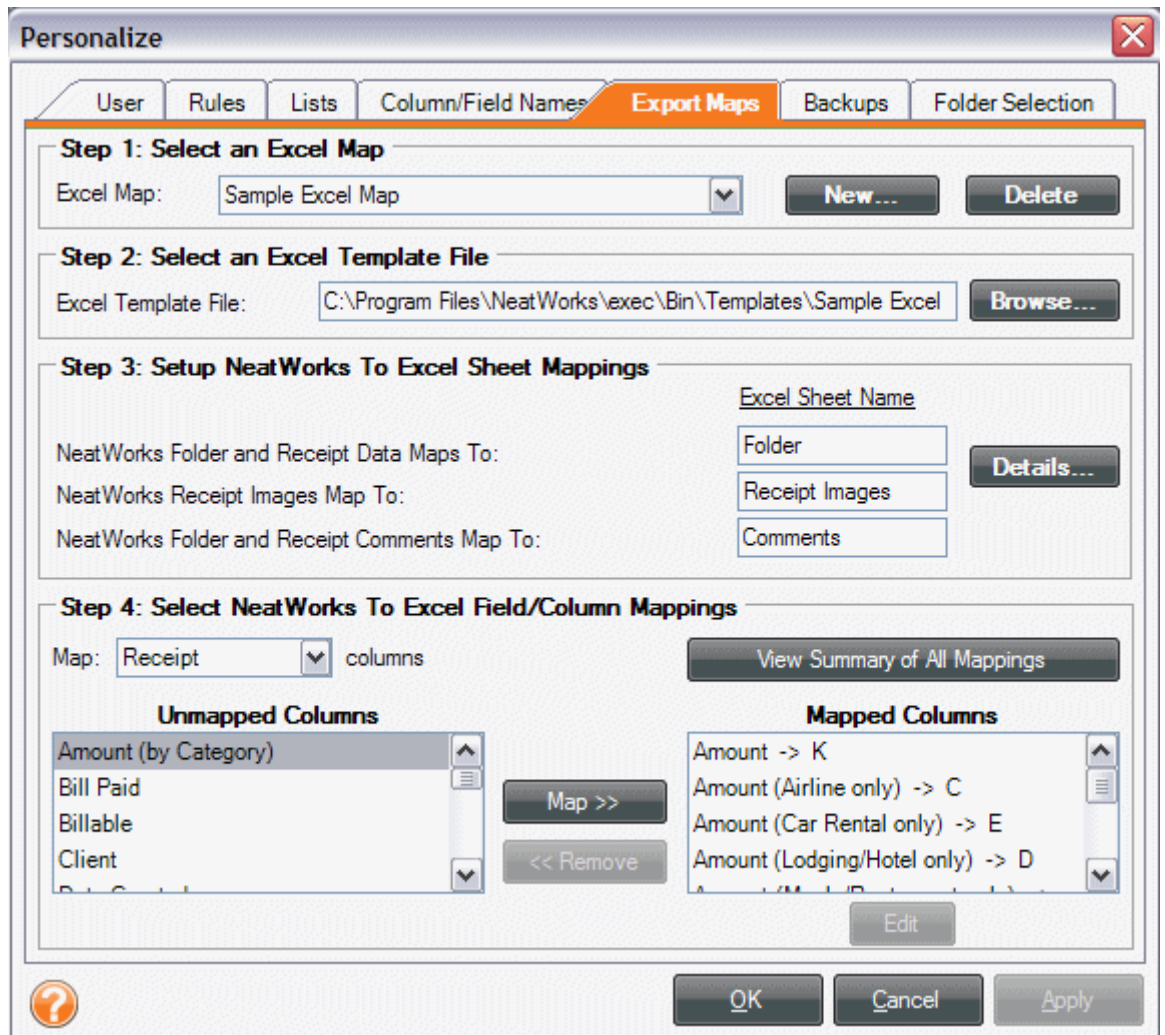 Personalize
User Rules Lists Column/Field Names Export Maps Backups Folder Selection
Step 1: Select an Excel Map
Excel Map: Sample Excel Map New... Delete
Step 2: Select an Excel Template File
Excel Template File: C:\Program Files\NeatWorks\exec\Bin\Templates\Sample Excel Browse...
Step 3: Setup NeatWorks To Excel Sheet Mappings
Excel Sheet Name
NeatWorks Folder and Receipt Data Maps To: Folder
Details...
NeatWorks Receipt Images Map To: Receipt Images
NeatWorks Folder and Receipt Comments Map To: Comments
Step 4: Select NeatWorks To Excel Field/Column Mappings
Map: Receipt columns View Summary of All Mappings
Unmapped Columns Mapped Columns
Amount (by Category) Amount -> K
Bill Paid Amount (Airline only) -> C
Map >>
Billable Amount (Car Rental only) -> E
Client << Remove Amount (Lodging/Hotel only) -> D
Edit
? OK Cancel Apply